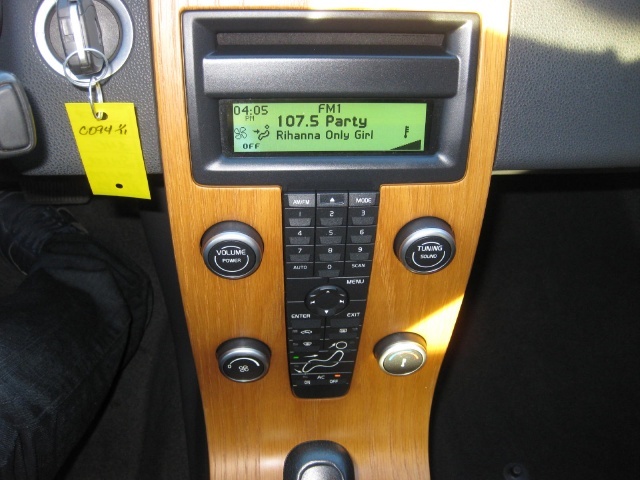 04:05 FM1
PM 107.5 Party
Rihanna Only Girl
OFF
AM/FM MODE
1 2 3
4 5 6
7 8 9
AUTO 0 SCAN
VOLUME
POWER
TUNING
SOUND
MENU
ENTER EXIT
AC
ON OFF